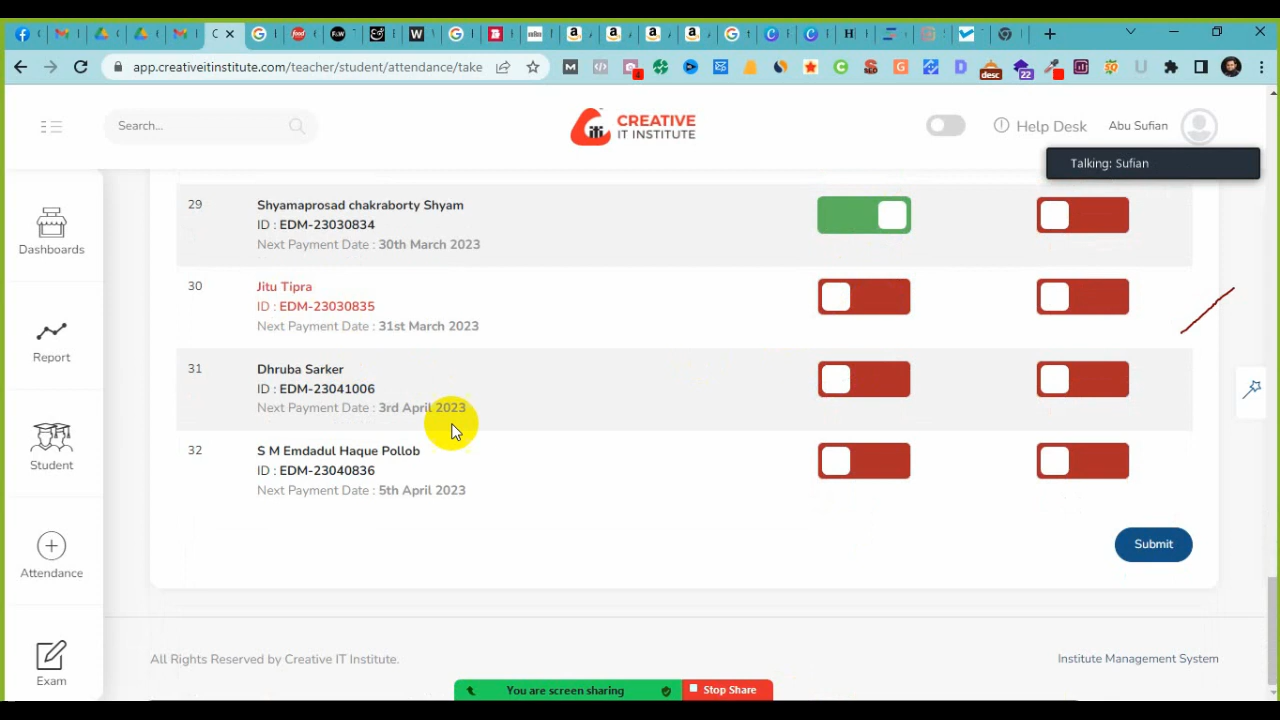 app.creativeitinstitute.com/teacher/student/attendance/take
desc
22
4
Search...
CREATIVE
IT INSTITUTE
Help Desk
Abu Sufian
Talking: Sufian
Dashboards
Report
Student
Attendance
Exam
29
Shyamaprosad chakraborty Shyam
ID : EDM-23030834
Next Payment Date : 30th March 2023
30
Jitu Tipra
ID : EDM-23030835
Next Payment Date : 31st March 2023
31
Dhruba Sarker
ID : EDM-23041006
Next Payment Date : 3rd April 2023
32
S M Emdadul Haque Pollob
ID : EDM-23040836
Next Payment Date : 5th April 2023
Submit
All Rights Reserved by Creative IT Institute.
Institute Management System
You are screen sharing
Stop Share